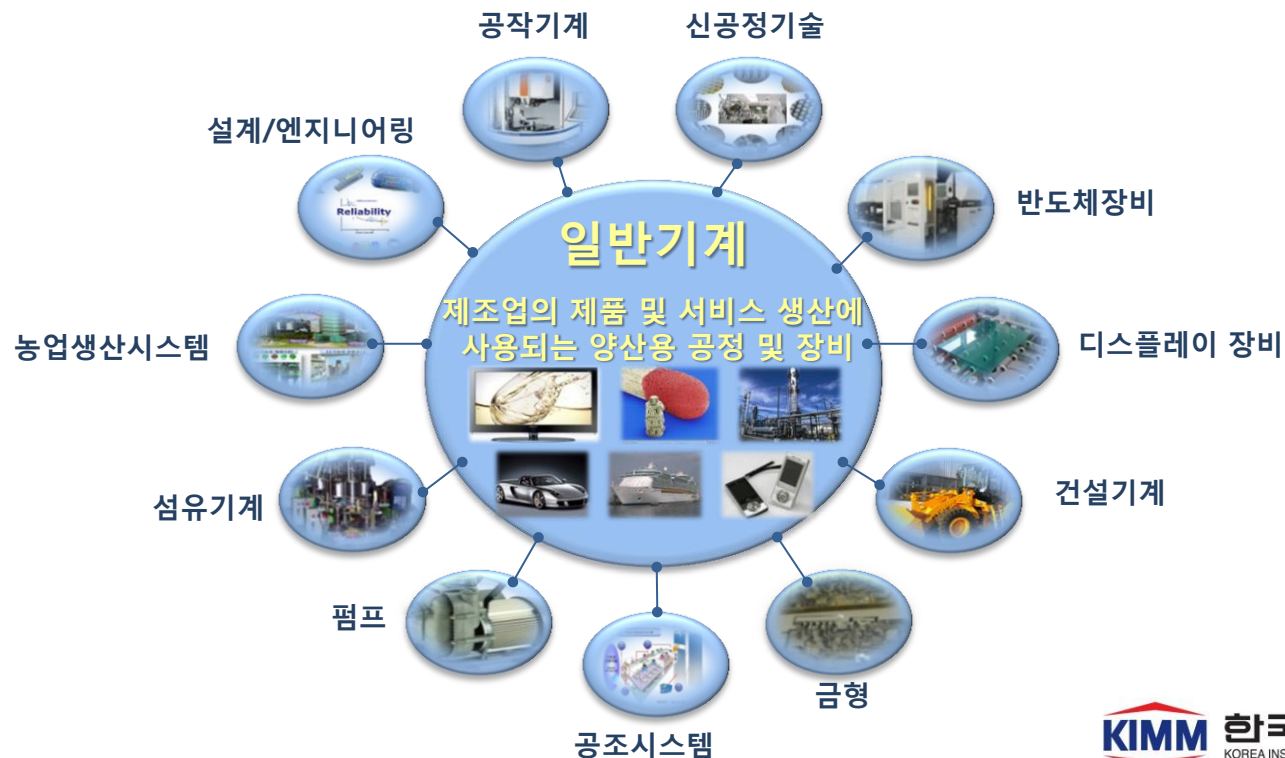 공작기계
신공정기술
설계/엔지니어링
Reliability
반도체장비
일반기계
제조업의 제품 및 서비스 생산에
사용되는 양산용 공정 및 장비
농업생산시스템
디스플레이 장비
섬유기계
건설기계
펌프
금형
공조시스템
KIMM
KOREA INS